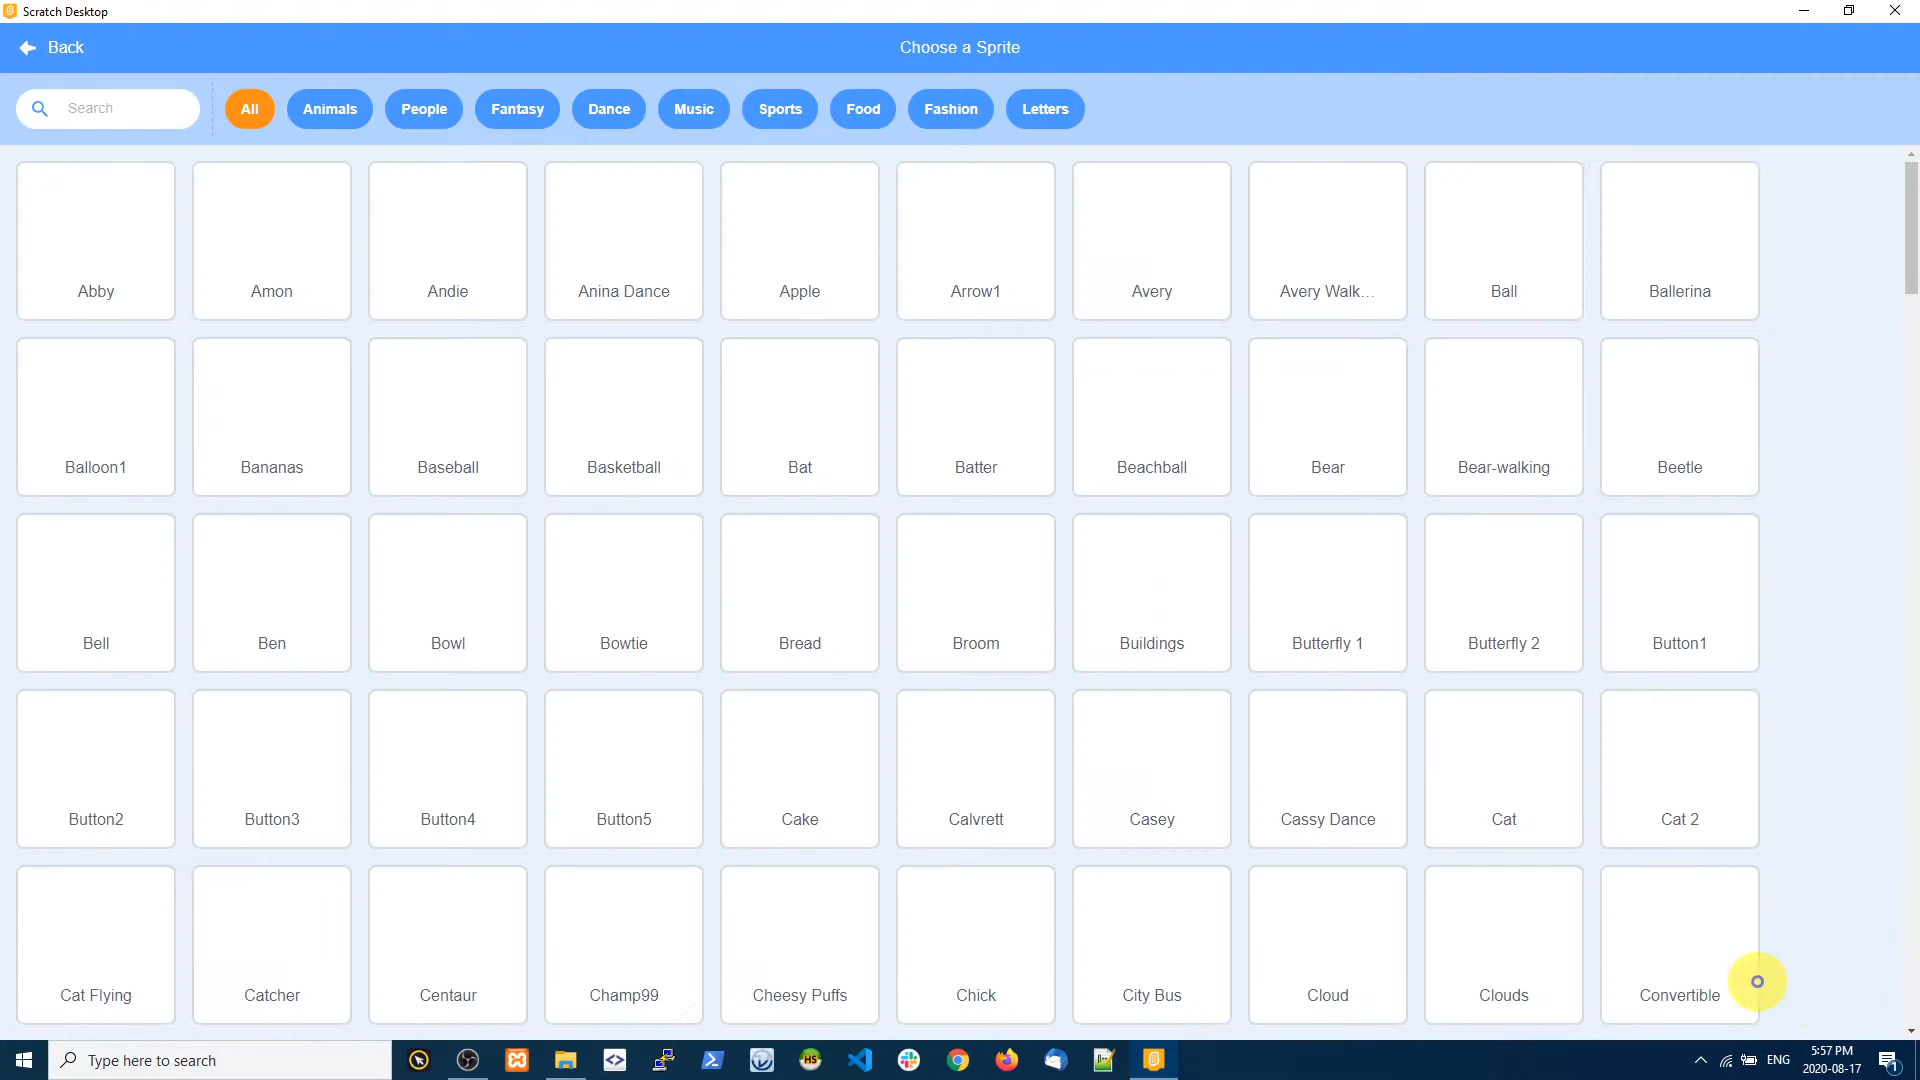 Scratch Desktop
Back
Choose a Sprite
Search
All Animals People Fantasy Dance Music Sports Food Fashion Letters
Abby Amon Andie Anina Dance Apple Arrow1 Avery Avery Walk... Ball Ballerina
Balloon1 Bananas Baseball Basketball Bat Batter Beachball Bear Bear-walking Beetle
Bell Ben Bowl Bowtie Bread Broom Buildings Butterfly 1 Butterfly 2 Button1
Button2 Button3 Button4 Button5 Cake Calvrett Casey Cassy Dance Cat Cat 2
Cat Flying Catcher Centaur Champ99 Cheesy Puffs Chick City Bus Cloud Clouds Convertible
Type here to search
HS
ENG
5:57 PM
2020-08-17
1